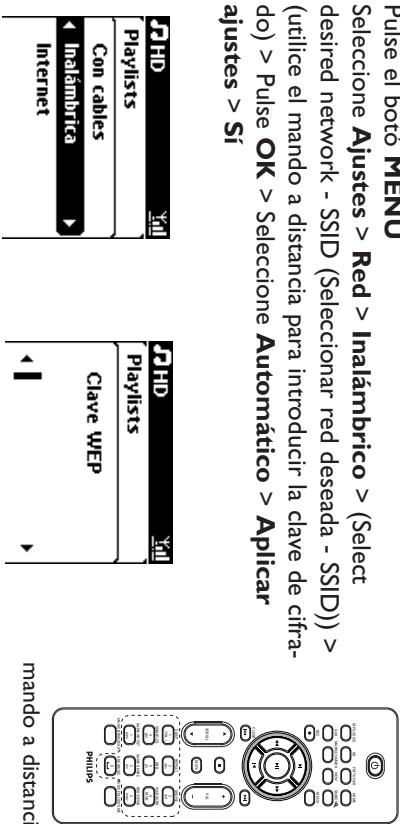 Pulse el botó MENU
Seleccione Ajustes > Red > Inalámbrico > (Select
desired network - SSID (Seleccionar red deseada - SSID)) >
(utilice el mando a distancia para introducir la clave de cifra-
do) > Pulse OK > Seleccione Automático > Aplicar
ajustes > Sí
HD
Playlists
Con cables
Inalámbrica
Internet
HD
Playlists
Clave WEP
PHILIPS
mando a distanci